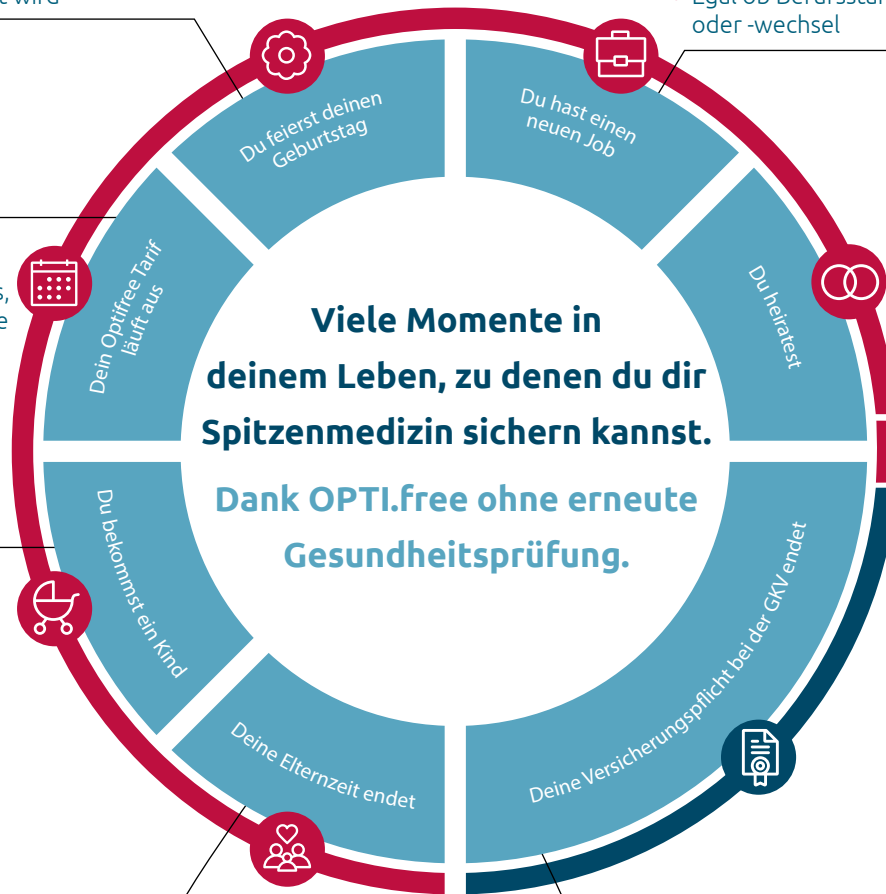 wird
oder -wechsel
Du feierst deinen
Geburtstag
Du hast einen
neuen Job
Du heiratest
Dein Optifree Tarif
läuft aus
Viele Momente in
deinem Leben, zu denen du dir
Spitzenmedizin sichern kannst.
Dank OPTI.free ohne erneute
Gesundheitsprüfung.
Du bekommst ein Kind
Deine Elternzeit endet
Deine Versicherungspflicht bei der GKV endet